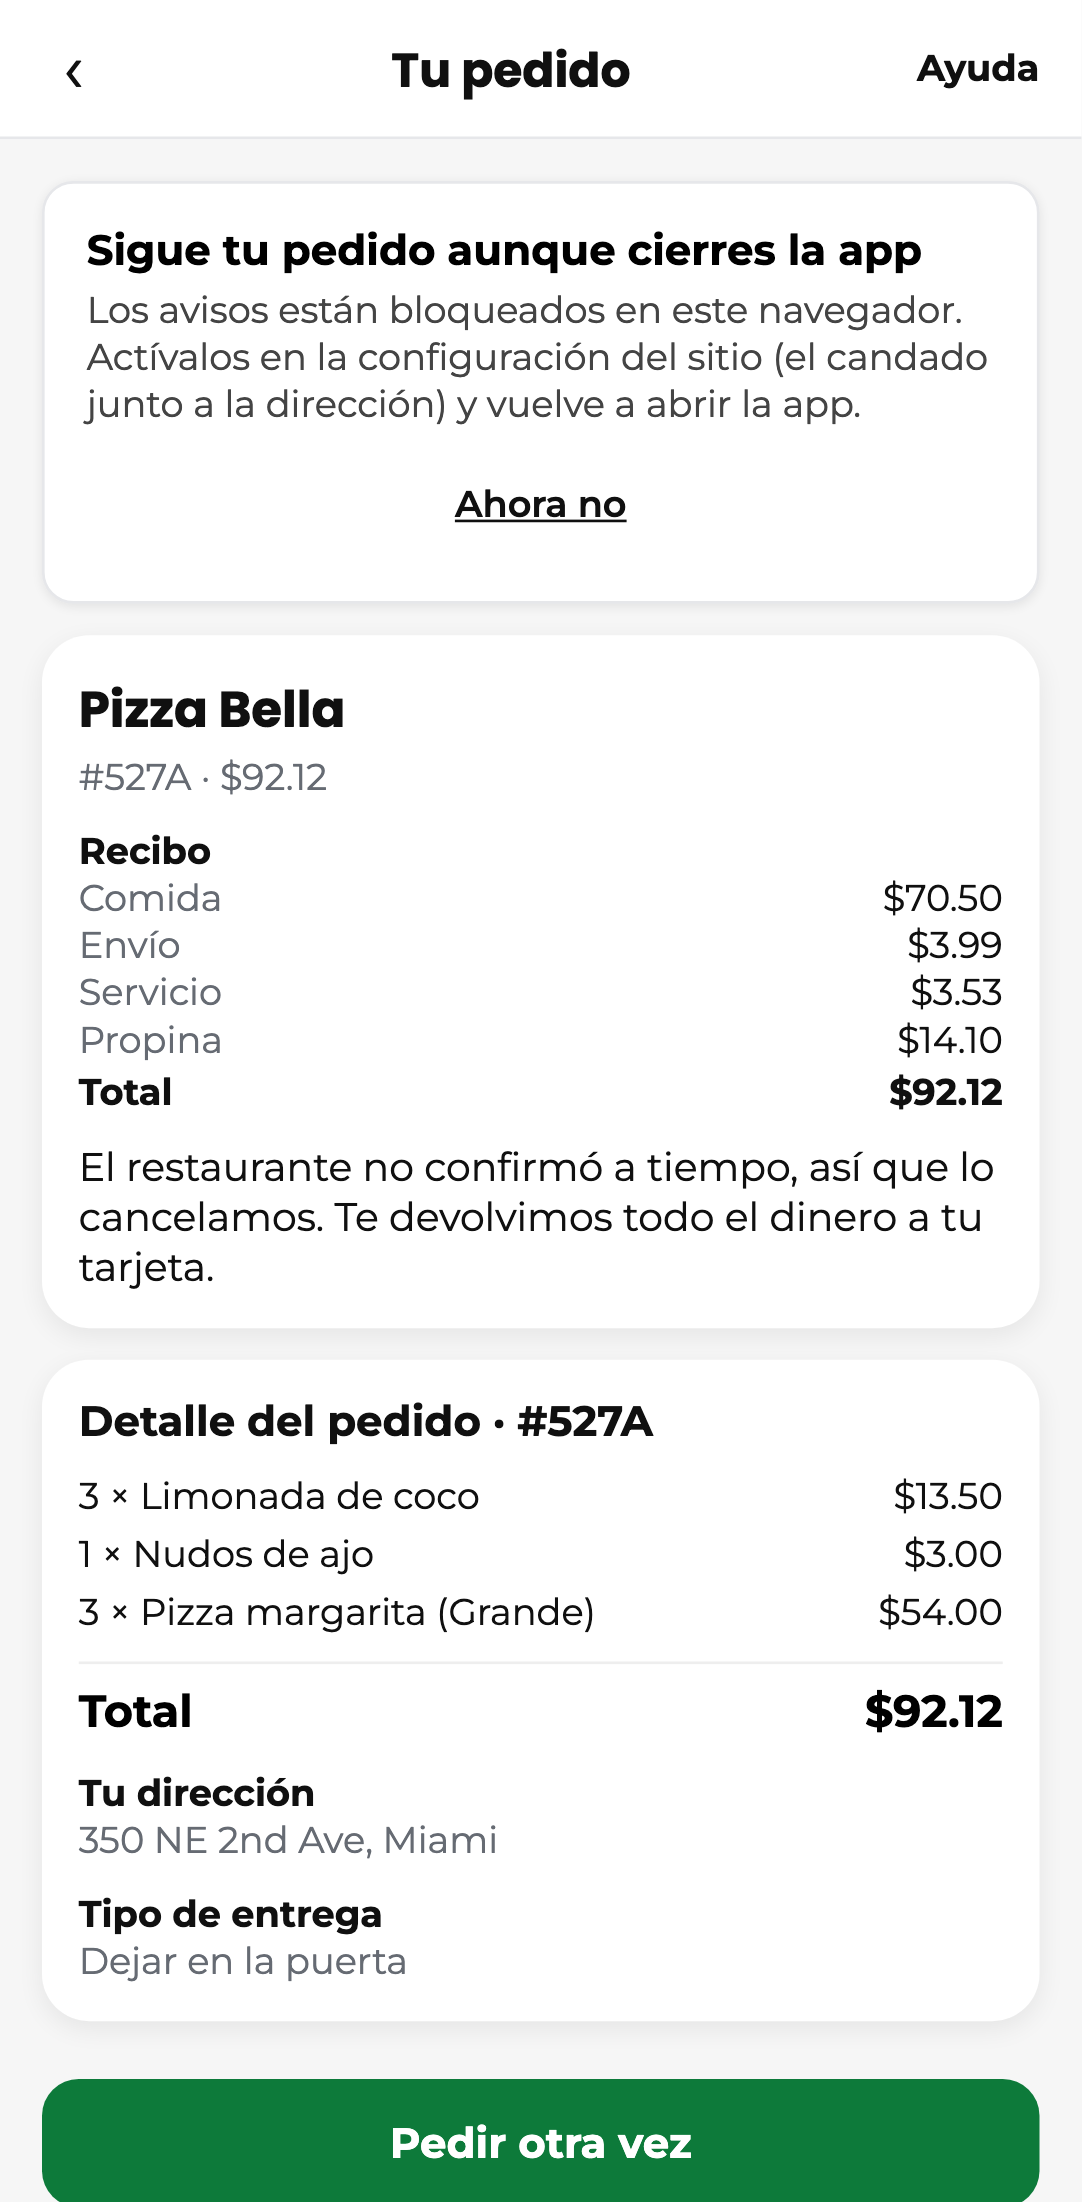 ‹
Tu pedido
Ayuda
Sigue tu pedido aunque cierres la app
Los avisos están bloqueados en este navegador.
Actívalos en la configuración del sitio (el candado
junto a la dirección) y vuelve a abrir la app.
Ahora no
Pizza Bella
#527A · $92.12
Recibo
Comida $70.50
Envío $3.99
Servicio $3.53
Propina $14.10
Total $92.12
El restaurante no confirmó a tiempo, así que lo
cancelamos. Te devolvimos todo el dinero a tu
tarjeta.
Detalle del pedido · #527A
3 × Limonada de coco $13.50
1 × Nudos de ajo $3.00
3 × Pizza margarita (Grande) $54.00
Total $92.12
Tu dirección
350 NE 2nd Ave, Miami
Tipo de entrega
Dejar en la puerta
Pedir otra vez